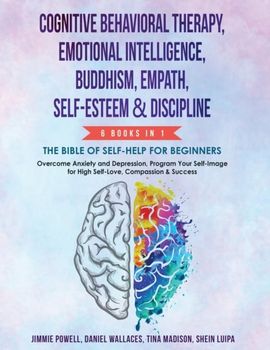 COGNITIVE BEHAVIORAL THERAPY,
EMOTIONAL INTELLIGENCE,
BUDDHISM, EMPATH,
SELF-ESTEEM & DISCIPLINE
6 BOOKS IN 1
THE BIBLE OF SELF-HELP FOR BEGINNERS
Overcome Anxiety and Depression, Program Your Self-Image
for High Self-Love, Compassion & Success
JIMMIE POWELL, DANIEL WALLACES, TINA MADISON, SHEIN LUIPA